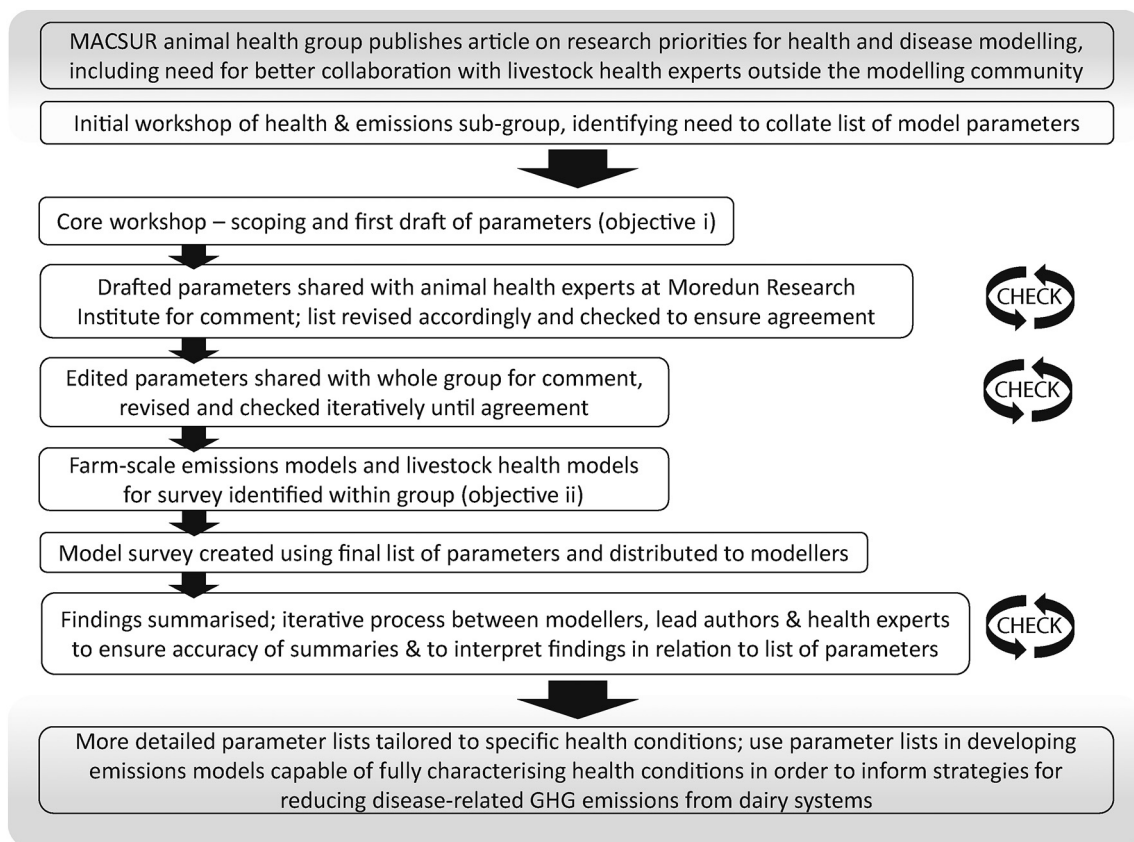 MACSUR animal health group publishes article on research priorities for health and disease modelling,
including need for better collaboration with livestock health experts outside the modelling community
Initial workshop of health & emissions sub-group, identifying need to collate list of model parameters
Core workshop – scoping and first draft of parameters (objective i)
Drafted parameters shared with animal health experts at Moredun Research
Institute for comment; list revised accordingly and checked to ensure agreement
CHECK
Edited parameters shared with whole group for comment,
revised and checked iteratively until agreement
CHECK
Farm-scale emissions models and livestock health models
for survey identified within group (objective ii)
Model survey created using final list of parameters and distributed to modellers
Findings summarised; iterative process between modellers, lead authors & health experts
to ensure accuracy of summaries & to interpret findings in relation to list of parameters
CHECK
More detailed parameter lists tailored to specific health conditions; use parameter lists in developing
emissions models capable of fully characterising health conditions in order to inform strategies for
reducing disease-related GHG emissions from dairy systems